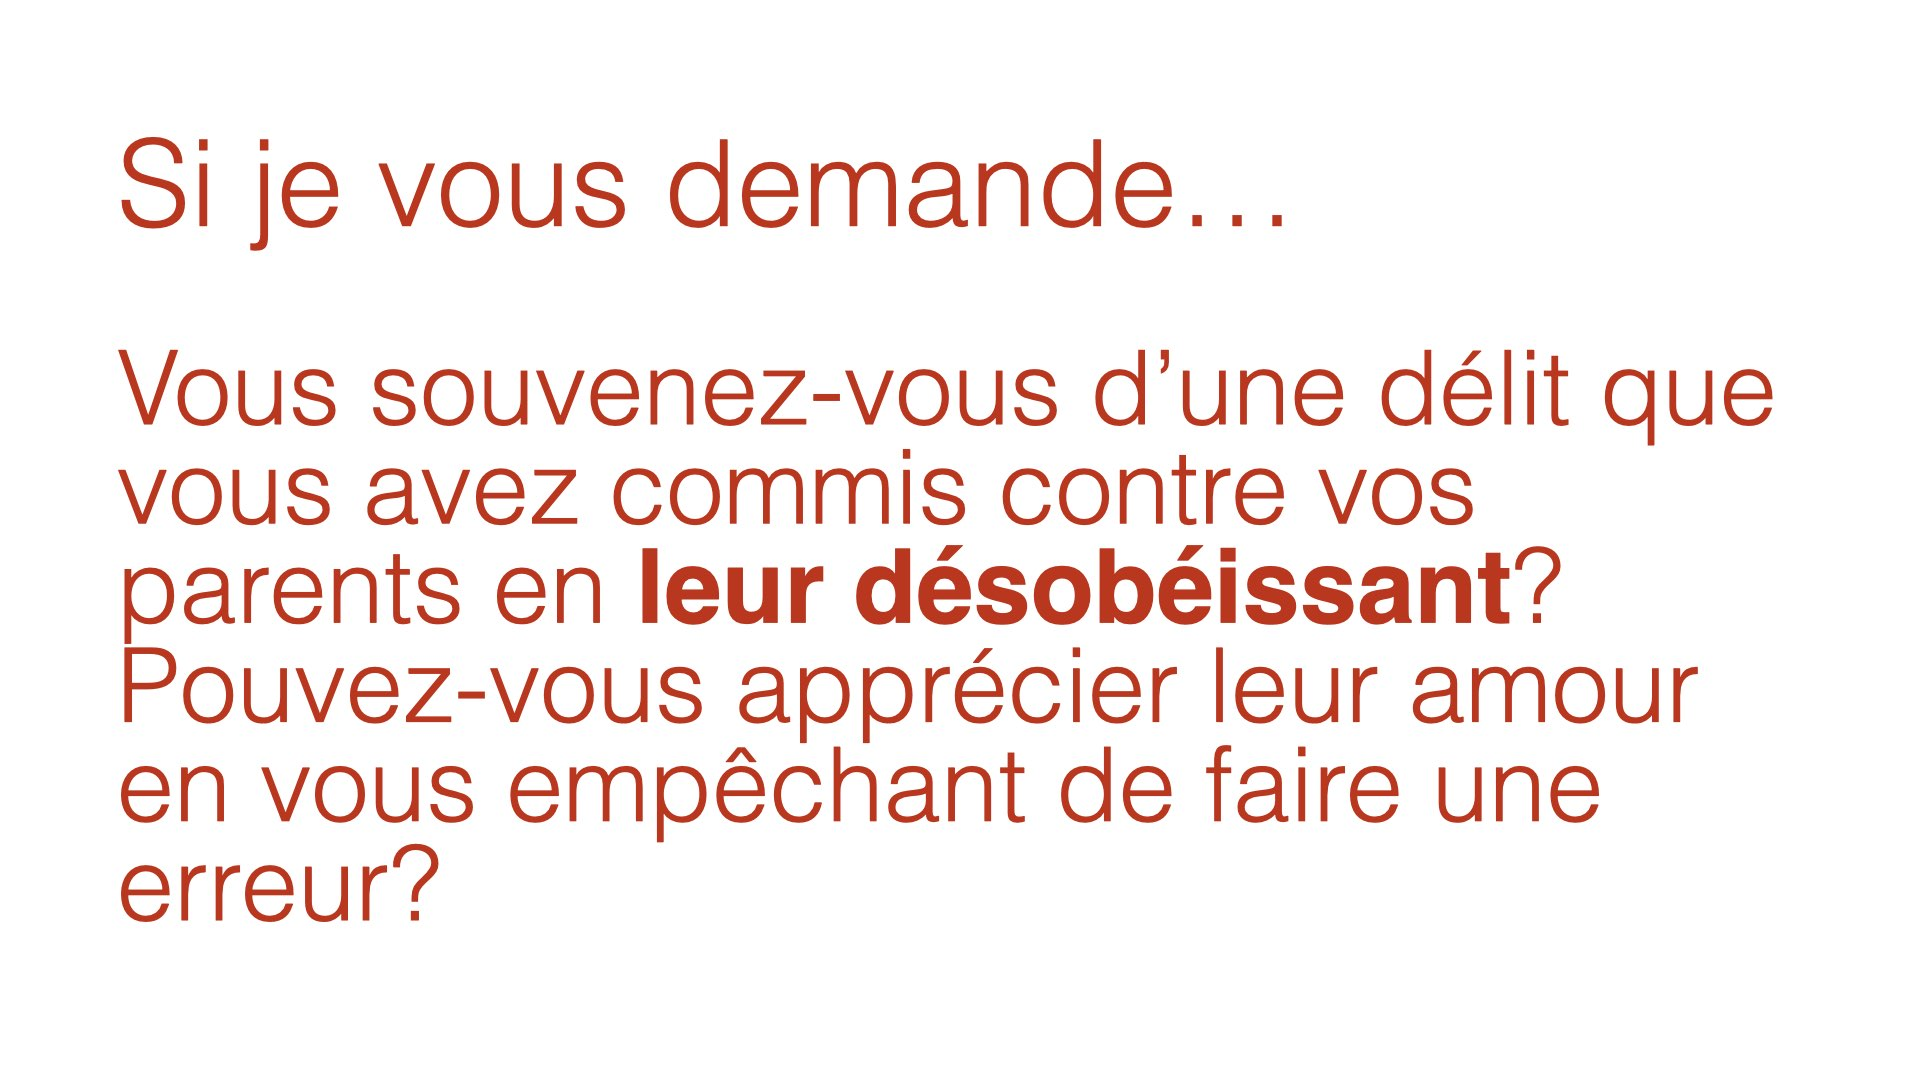 Si je vous demande…
Vous souvenez-vous d’une délit que
vous avez commis contre vos
parents en leur désobéissant?
Pouvez-vous apprécier leur amour
en vous empêchant de faire une
erreur?